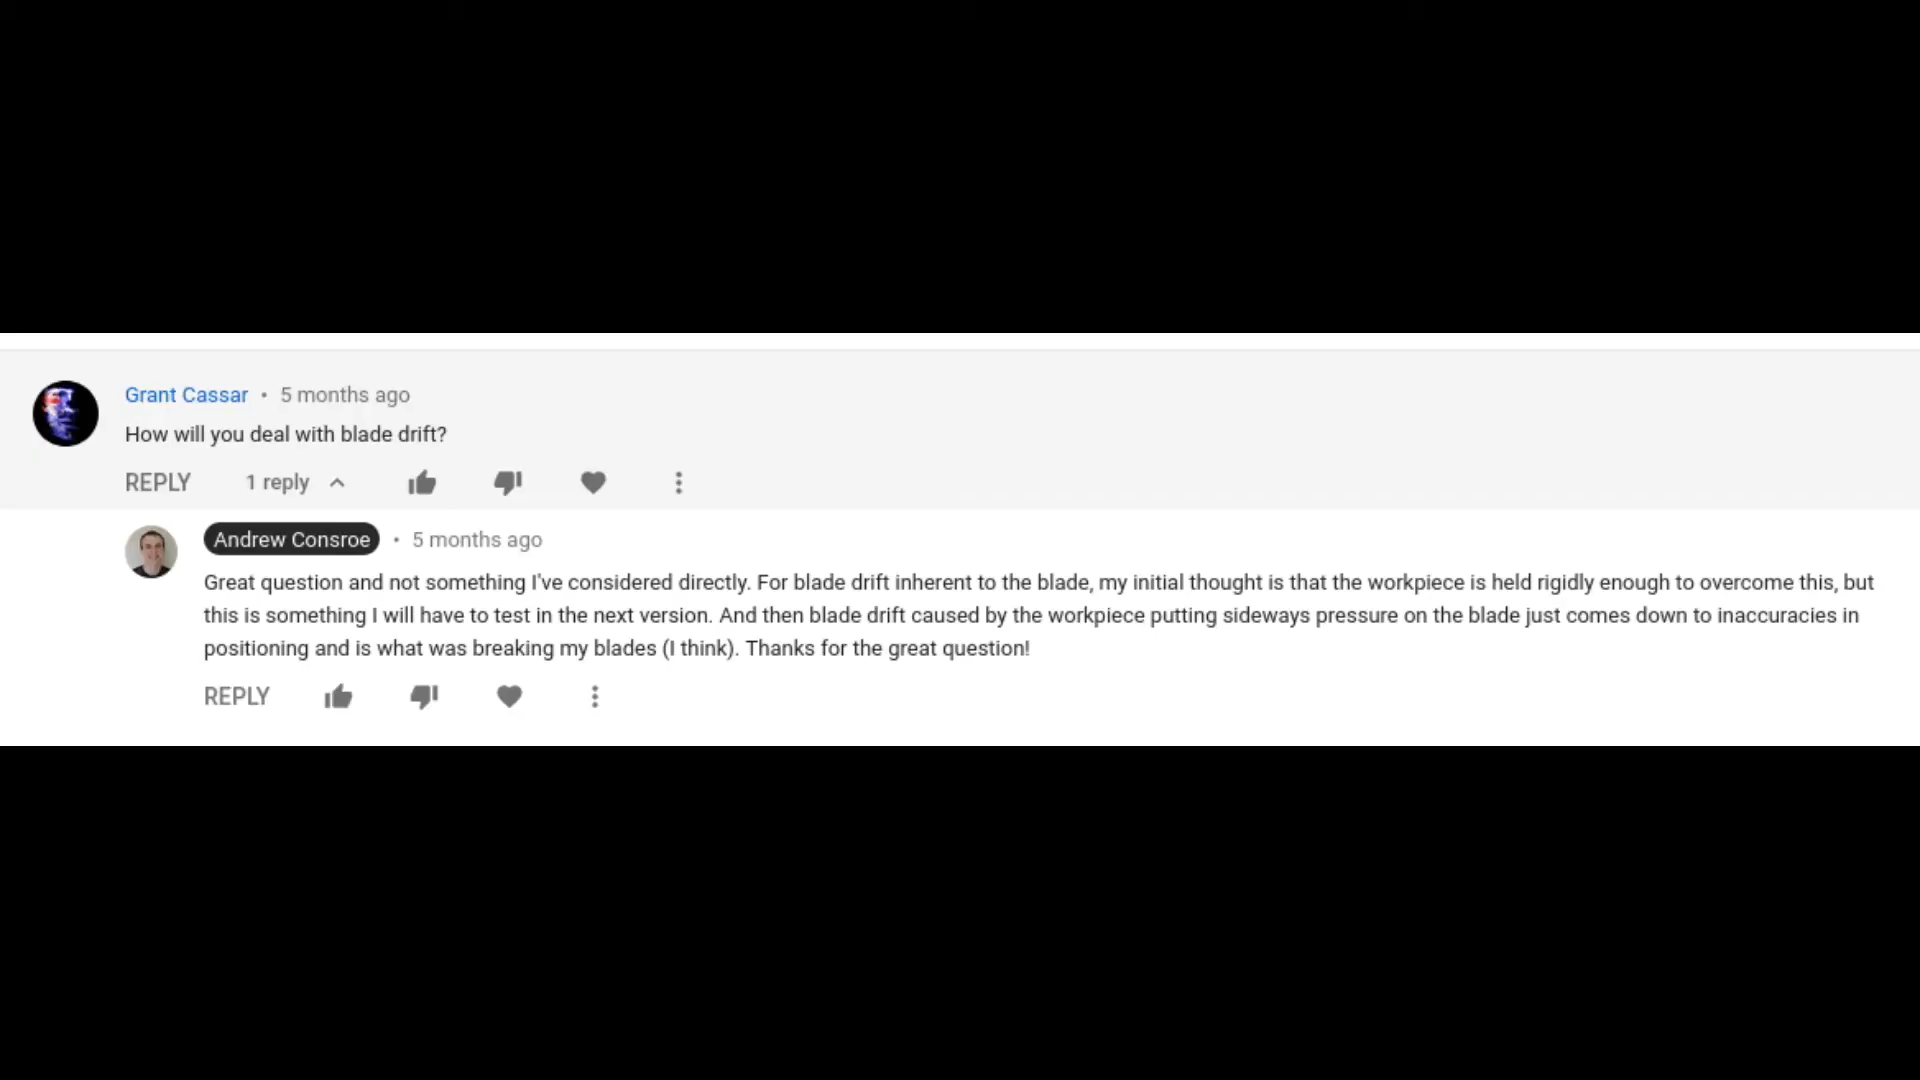 Grant Cassar • 5 months ago
How will you deal with blade drift?
REPLY 1 reply
Andrew Consroe • 5 months ago
Great question and not something I've considered directly. For blade drift inherent to the blade, my initial thought is that the workpiece is held rigidly enough to overcome this, but
this is something I will have to test in the next version. And then blade drift caused by the workpiece putting sideways pressure on the blade just comes down to inaccuracies in
positioning and is what was breaking my blades (I think). Thanks for the great question!
REPLY